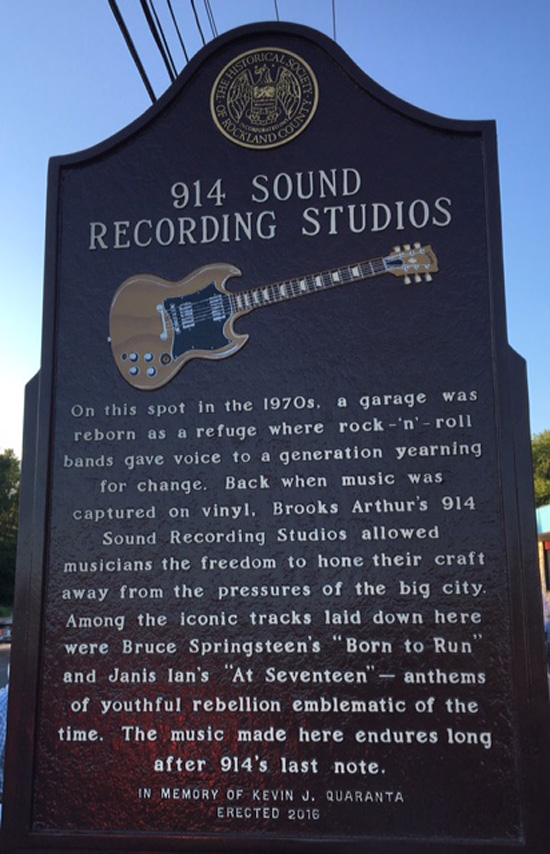 THE HISTORICAL SOCIETY
OF ROCKLAND COUNTY
INCORPORATED
914 SOUND
RECORDING STUDIOS
On this spot in the 1970s, a garage was
reborn as a refuge where rock-'n'-roll
bands gave voice to a generation yearning
for change. Back when music was
captured on vinyl, Brooks Arthur's 914
Sound Recording Studios allowed
musicians the freedom to hone their craft
away from the pressures of the big city.
Among the iconic tracks laid down here
were Bruce Springsteen's "Born to Run"
and Janis Ian's "At Seventeen" — anthems
of youthful rebellion emblematic of the
time. The music made here endures long
after 914's last note.
IN MEMORY OF KEVIN J. QUARANTA
ERECTED 2016